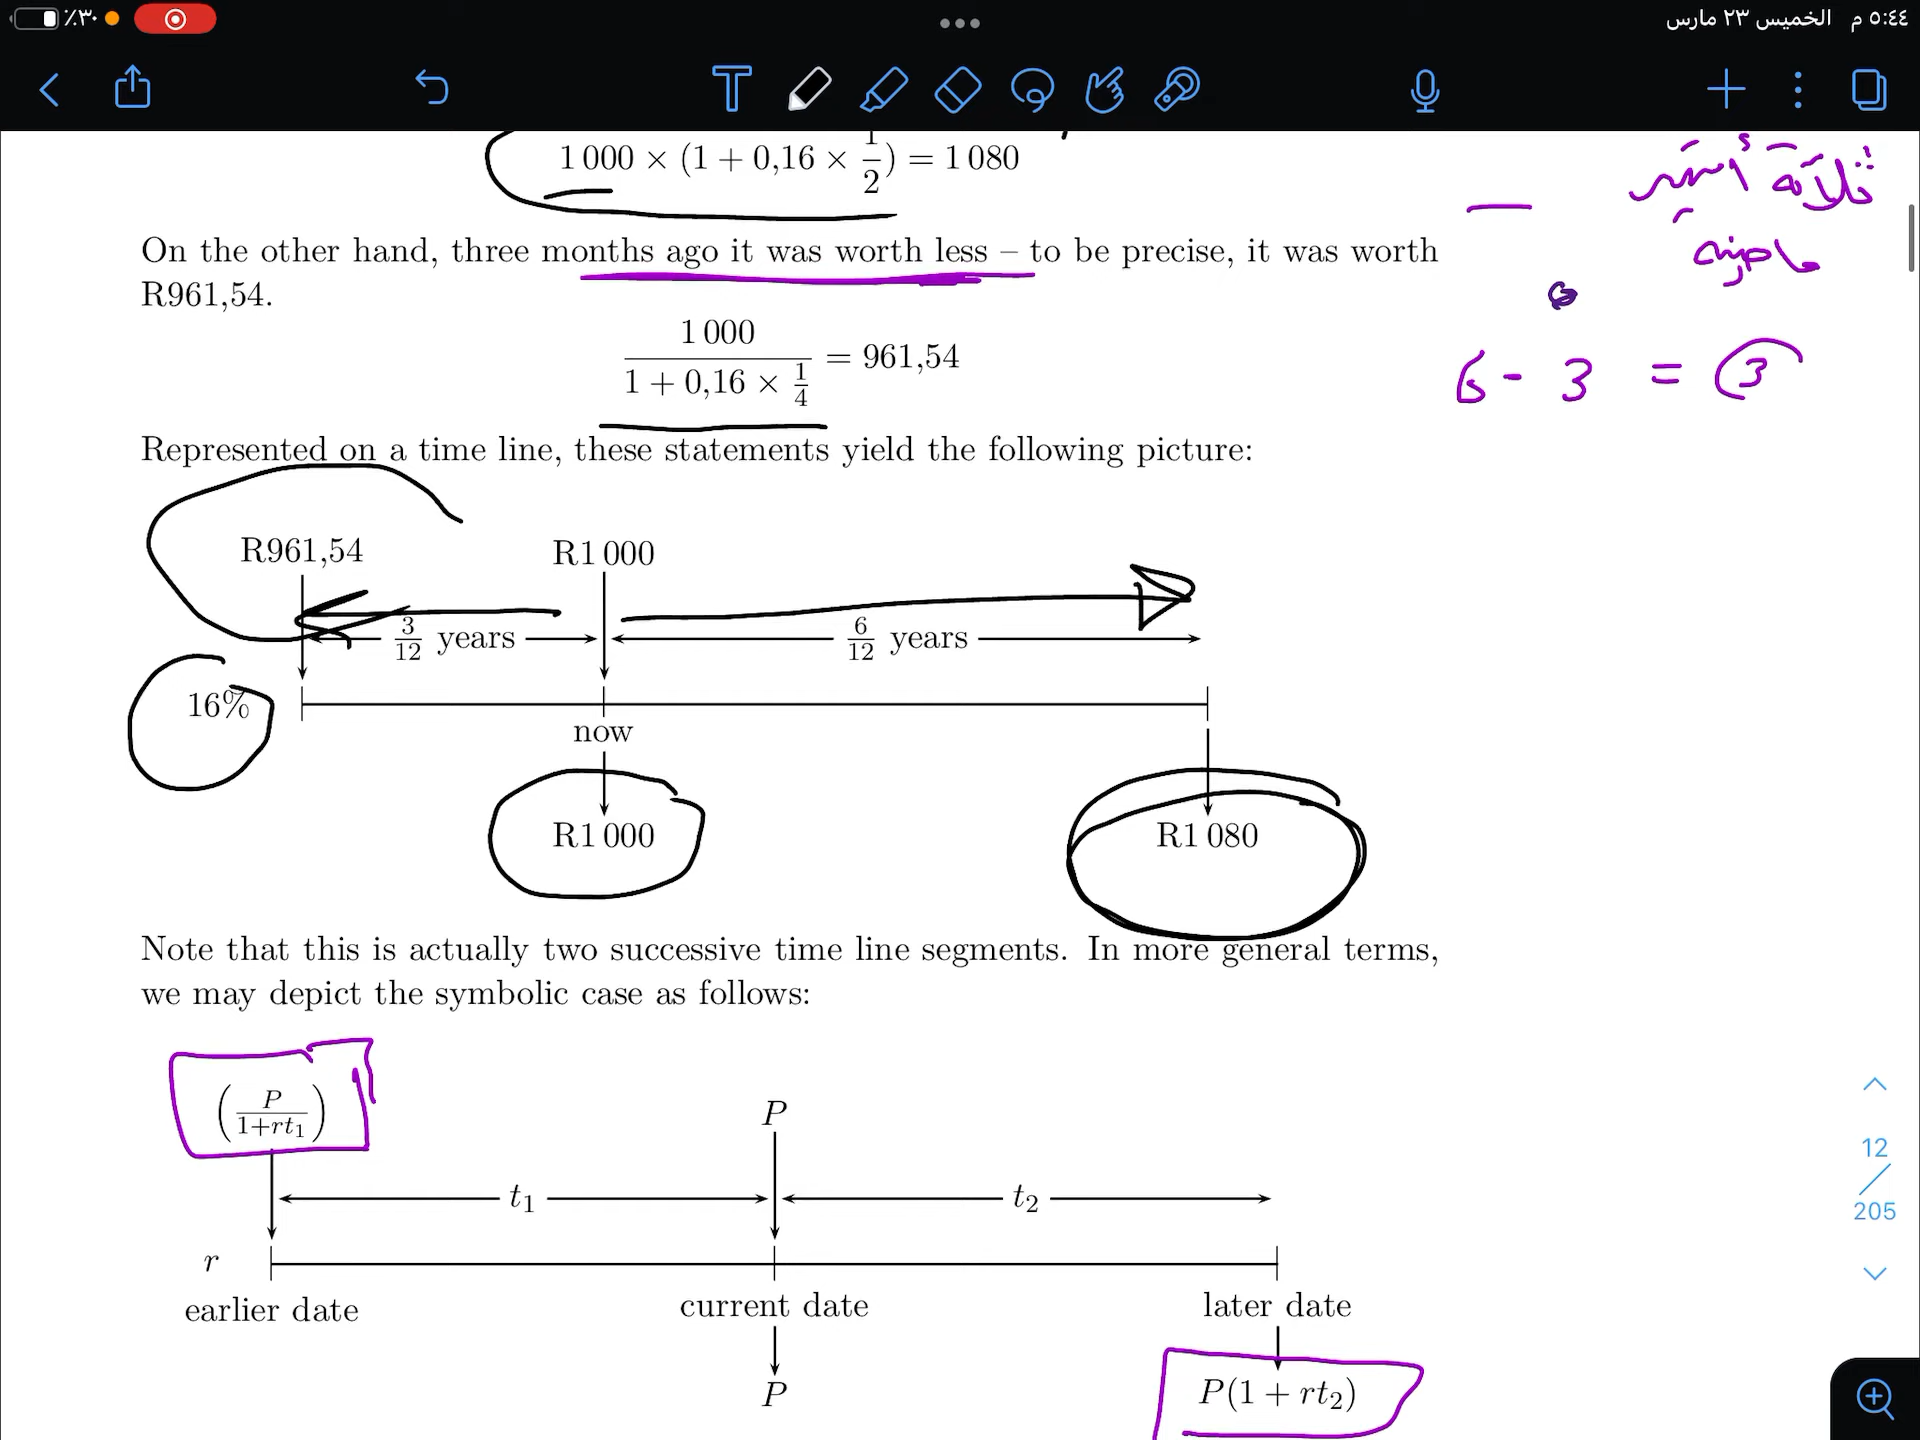 ٪٣٠
٥:٤٤ م الخميس ٢٣ مارس
1 000 × (1 + 0,16 × 1/2) = 1 080
ثلاثة أشهر
ماضية
On the other hand, three months ago it was worth less – to be precise, it was worth
R961,54.
1 000 / (1 + 0,16 × 1/4) = 961,54
6 - 3 = 3
Represented on a time line, these statements yield the following picture:
R961,54 R1 000
3/12 years 6/12 years
16%
now
R1 000 R1 080
Note that this is actually two successive time line segments. In more general terms,
we may depict the symbolic case as follows:
(P/(1+rt₁)) P
12
/
205
t₁ t₂
r
earlier date current date later date
P P(1 + rt₂)